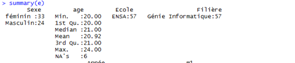 > summary(e)
Sexe age Ecole Filière
féminin :33 Min. :20.00 ENSA:57 Génie Informatique:57
Masculin:24 1st Qu.:20.00
Median :21.00
Mean :20.92
3rd Qu.:21.00
Max. :24.00
NA's :6